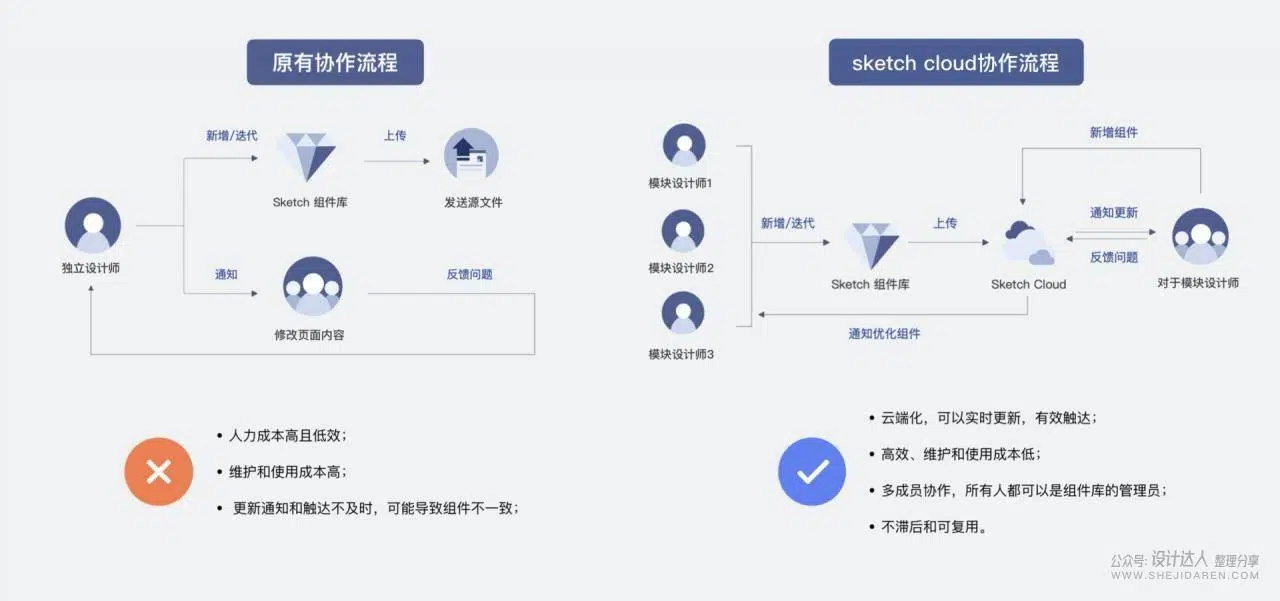 原有协作流程
新增/迭代
上传
Sketch 组件库
发送源文件
独立设计师
通知
反馈问题
修改页面内容
• 人力成本高且低效；
• 维护和使用成本高；
• 更新通知和触达不及时，可能导致组件不一致；
sketch cloud协作流程
模块设计师1
模块设计师2
模块设计师3
新增/迭代
Sketch 组件库
上传
Sketch Cloud
新增组件
通知更新
反馈问题
对于模块设计师
通知优化组件
• 云端化，可以实时更新，有效触达；
• 高效、维护和使用成本低；
• 多成员协作，所有人都可以是组件库的管理员；
• 不滞后和可复用。
公众号: 设计达人 整理分享
WWW.SHEJIDAREN.COM